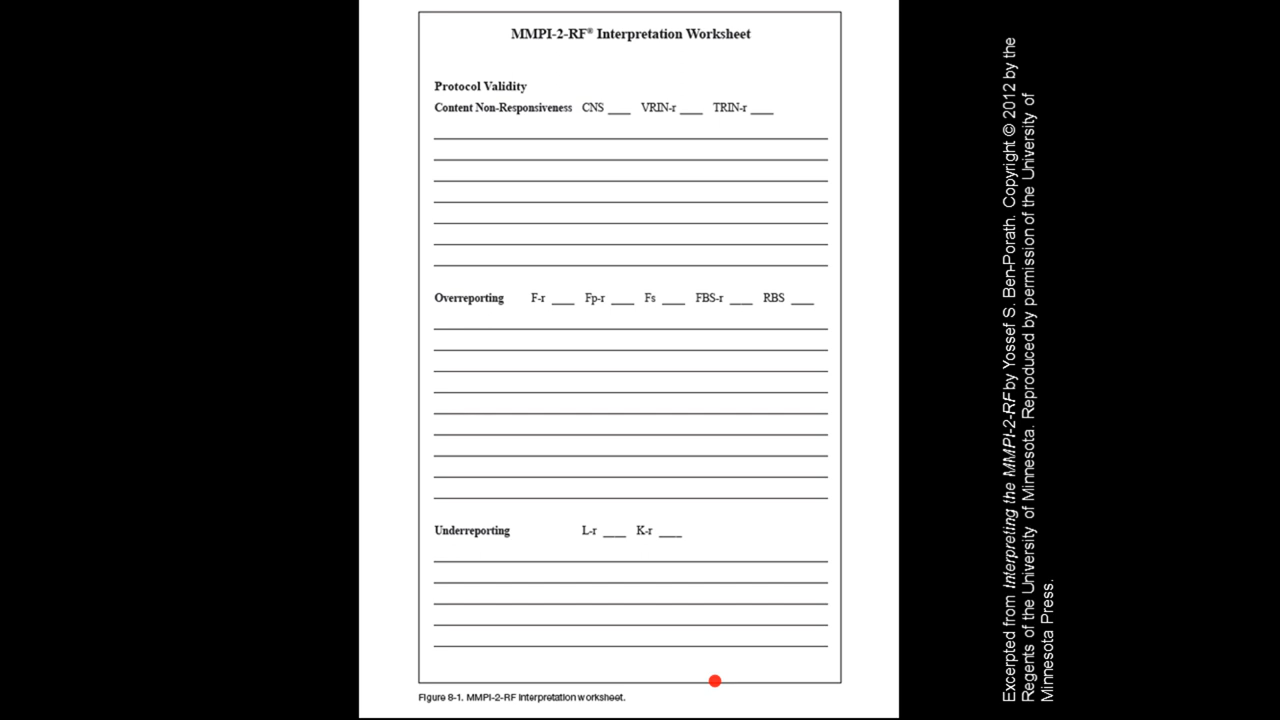 MMPI-2-RF® Interpretation Worksheet
Protocol Validity
Content Non-Responsiveness CNS ____ VRIN-r ____ TRIN-r ____
Overreporting F-r ____ Fp-r ____ Fs ____ FBS-r ____ RBS ____
Underreporting L-r ____ K-r ____
Figure 8-1. MMPI-2-RF Interpretation worksheet.
Excerpted from Interpreting the MMPI-2-RF by Yossef S. Ben-Porath. Copyright © 2012 by the
Regents of the University of Minnesota. Reproduced by permission of the University of
Minnesota Press.